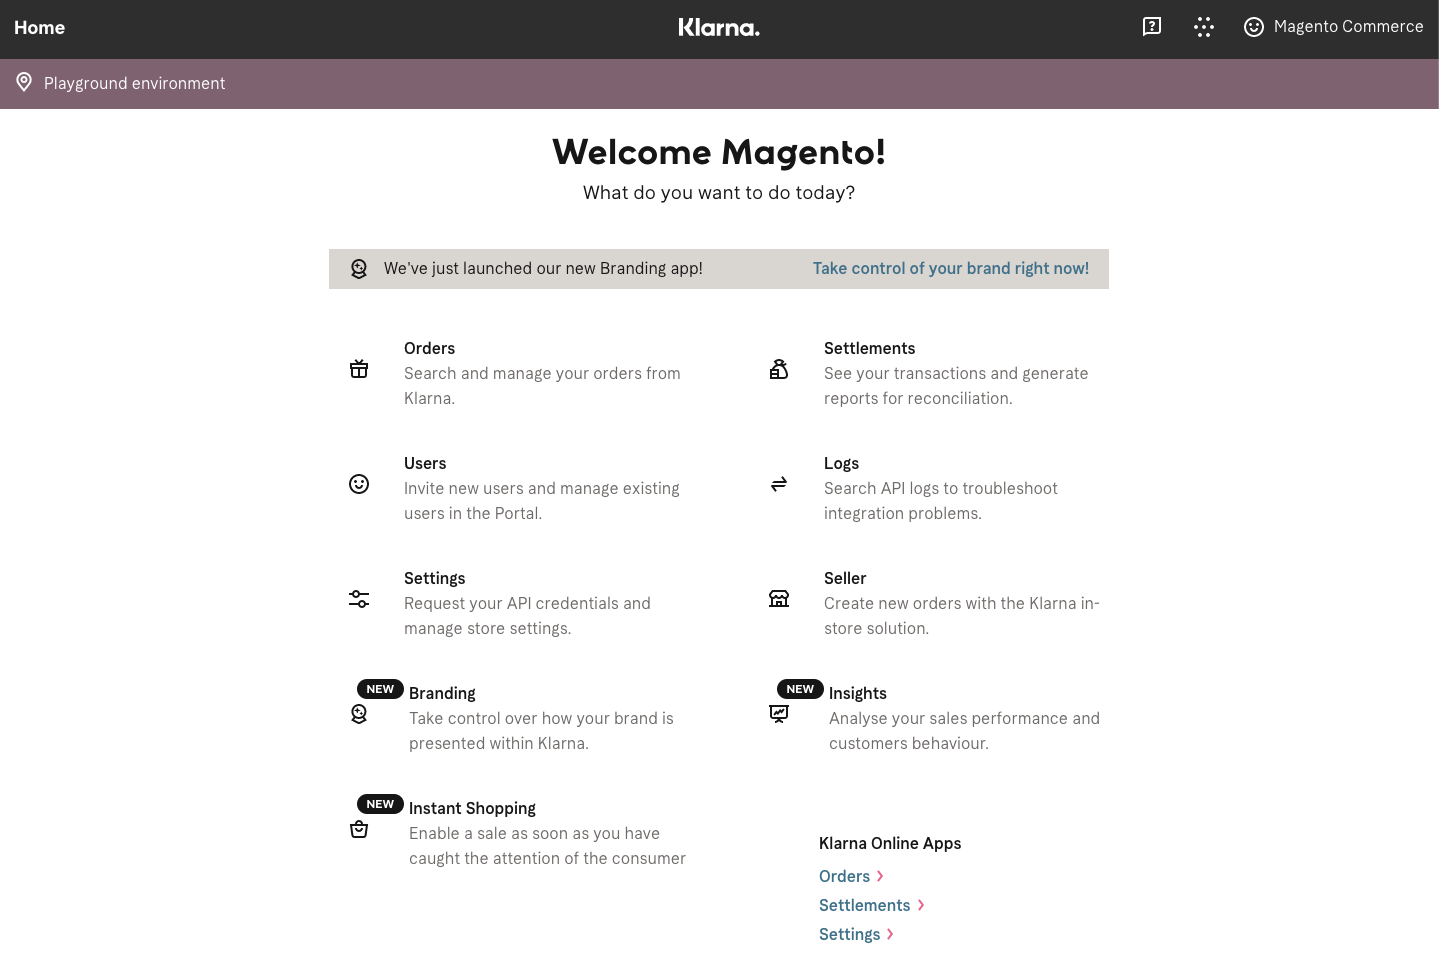 Home
Klarna.
Magento Commerce
Playground environment
Welcome Magento!
What do you want to do today?
We've just launched our new Branding app!
Take control of your brand right now!
Orders
Search and manage your orders from
Klarna.
Settlements
See your transactions and generate
reports for reconciliation.
Users
Invite new users and manage existing
users in the Portal.
Logs
Search API logs to troubleshoot
integration problems.
Settings
Request your API credentials and
manage store settings.
Seller
Create new orders with the Klarna in-
store solution.
NEW
Branding
Take control over how your brand is
presented within Klarna.
NEW
Insights
Analyse your sales performance and
customers behaviour.
NEW
Instant Shopping
Enable a sale as soon as you have
caught the attention of the consumer
Klarna Online Apps
Orders
Settlements
Settings